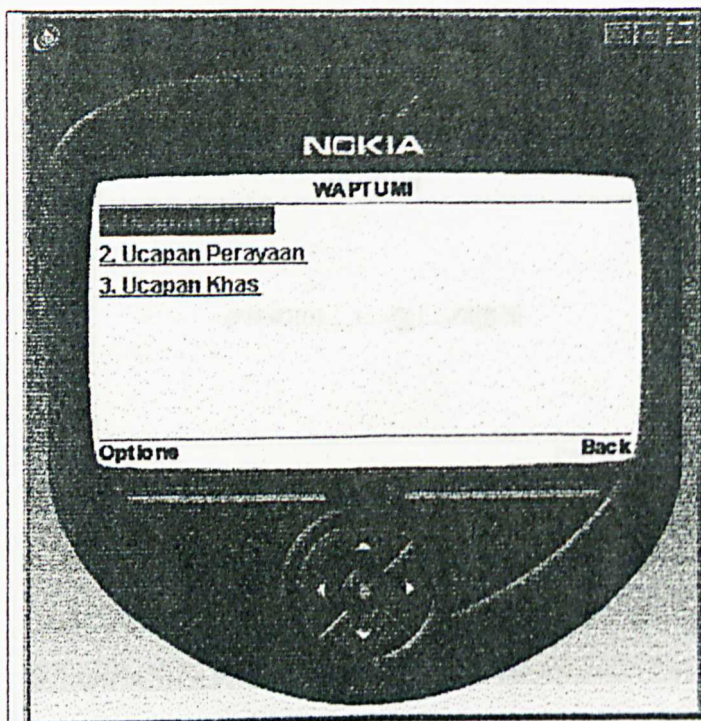 NOKIA
WAPTUMI
2. Ucapan Perayaan
3. Ucapan Khas
Options
Back